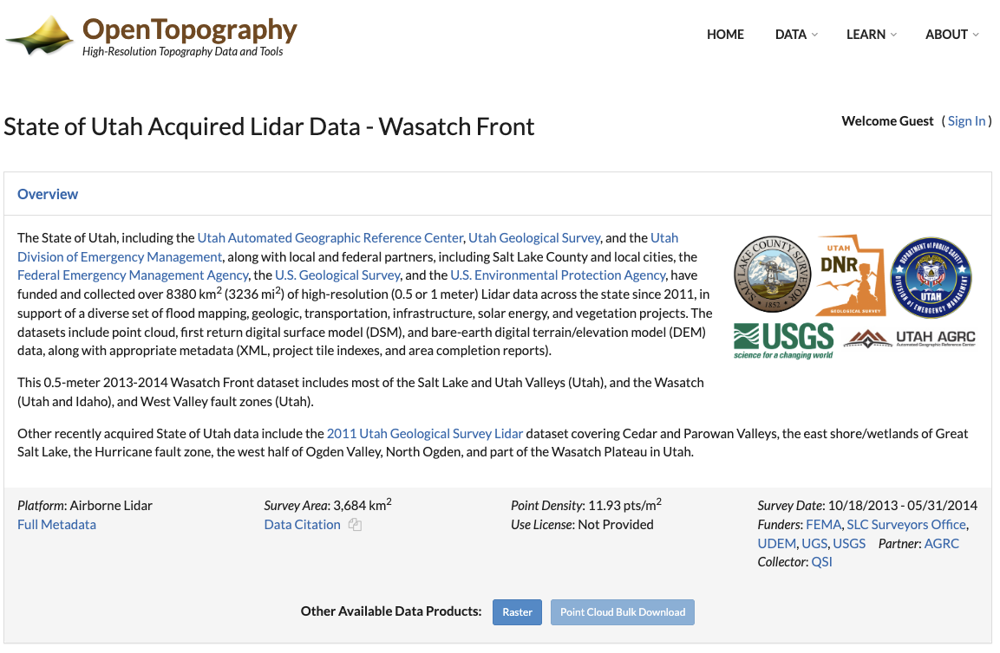 OpenTopography
High-Resolution Topography Data and Tools
HOME DATA LEARN ABOUT
State of Utah Acquired Lidar Data - Wasatch Front
Welcome Guest ( Sign In )
Overview
The State of Utah, including the Utah Automated Geographic Reference Center, Utah Geological Survey, and the Utah
Division of Emergency Management, along with local and federal partners, including Salt Lake County and local cities, the
Federal Emergency Management Agency, the U.S. Geological Survey, and the U.S. Environmental Protection Agency, have
funded and collected over 8380 km² (3236 mi²) of high-resolution (0.5 or 1 meter) Lidar data across the state since 2011, in
support of a diverse set of flood mapping, geologic, transportation, infrastructure, solar energy, and vegetation projects. The
datasets include point cloud, first return digital surface model (DSM), and bare-earth digital terrain/elevation model (DEM)
data, along with appropriate metadata (XML, project tile indexes, and area completion reports).
SALT LAKE COUNTY SURVEYOR
1852
UTAH
DNR
GEOLOGICAL SURVEY
DEPARTMENT OF PUBLIC SAFETY
UTAH
DIVISION OF EMERGENCY MANAGEMENT
USGS
science for a changing world
UTAH AGRC
Automated Geographic Reference Center
This 0.5-meter 2013-2014 Wasatch Front dataset includes most of the Salt Lake and Utah Valleys (Utah), and the Wasatch
(Utah and Idaho), and West Valley fault zones (Utah).
Other recently acquired State of Utah data include the 2011 Utah Geological Survey Lidar dataset covering Cedar and Parowan Valleys, the east shore/wetlands of Great
Salt Lake, the Hurricane fault zone, the west half of Ogden Valley, North Ogden, and part of the Wasatch Plateau in Utah.
Platform: Airborne Lidar
Full Metadata
Survey Area: 3,684 km²
Data Citation
Point Density: 11.93 pts/m²
Use License: Not Provided
Survey Date: 10/18/2013 - 05/31/2014
Funders: FEMA, SLC Surveyors Office,
UDEM, UGS, USGS Partner: AGRC
Collector: QSI
Other Available Data Products: Raster Point Cloud Bulk Download